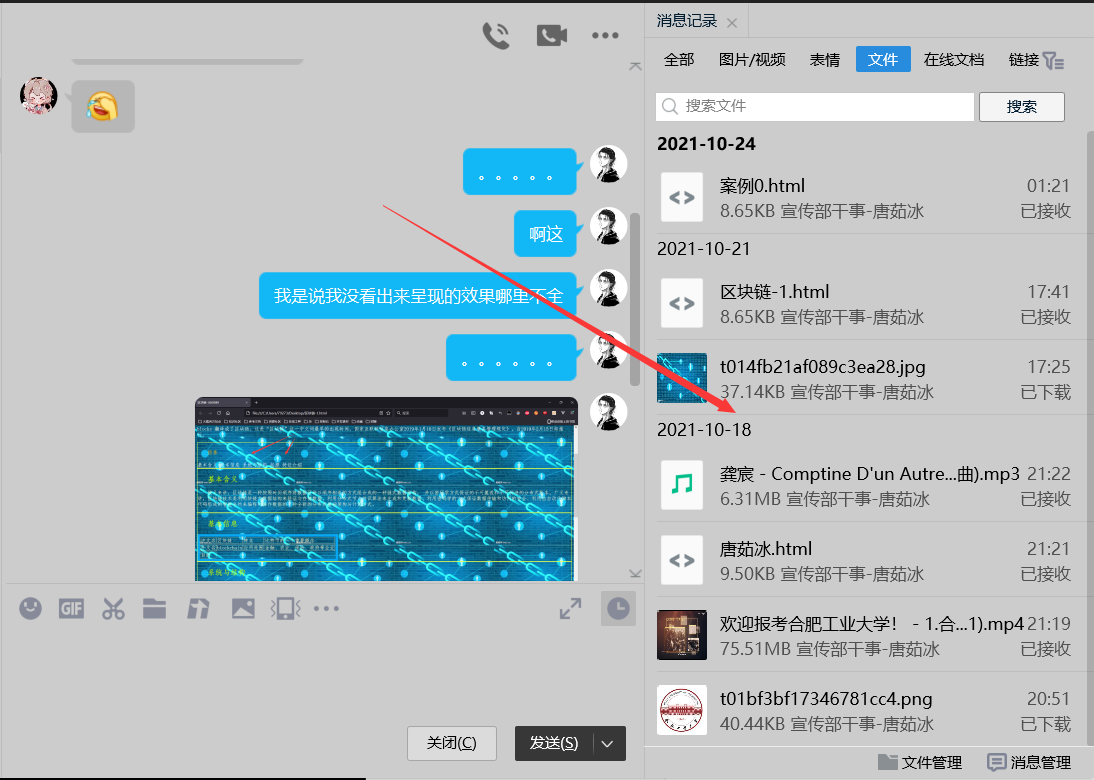 消息记录
全部 图片/视频 表情 文件 在线文档 链接
搜索文件 搜索
。。。。。
啊这
我是说我没看出来呈现的效果哪里不全
。。。。。。
基本含义
基本信息
GIF
关闭(C) 发送(S)
2021-10-24
案例0.html 01:21
8.65KB 宣传部干事-唐茹冰 已接收
2021-10-21
区块链-1.html 17:41
8.65KB 宣传部干事-唐茹冰 已接收
t014fb21af089c3ea28.jpg 17:25
37.14KB 宣传部干事-唐茹冰 已下载
2021-10-18
龚宸 - Comptine D'un Autre...曲).mp3 21:22
6.31MB 宣传部干事-唐茹冰 已接收
唐茹冰.html 21:21
9.50KB 宣传部干事-唐茹冰 已接收
欢迎报考合肥工业大学！ - 1.合...1).mp4 21:19
75.51MB 宣传部干事-唐茹冰 已接收
t01bf3bf17346781cc4.png 20:51
40.44KB 宣传部干事-唐茹冰 已下载
文件管理 消息管理